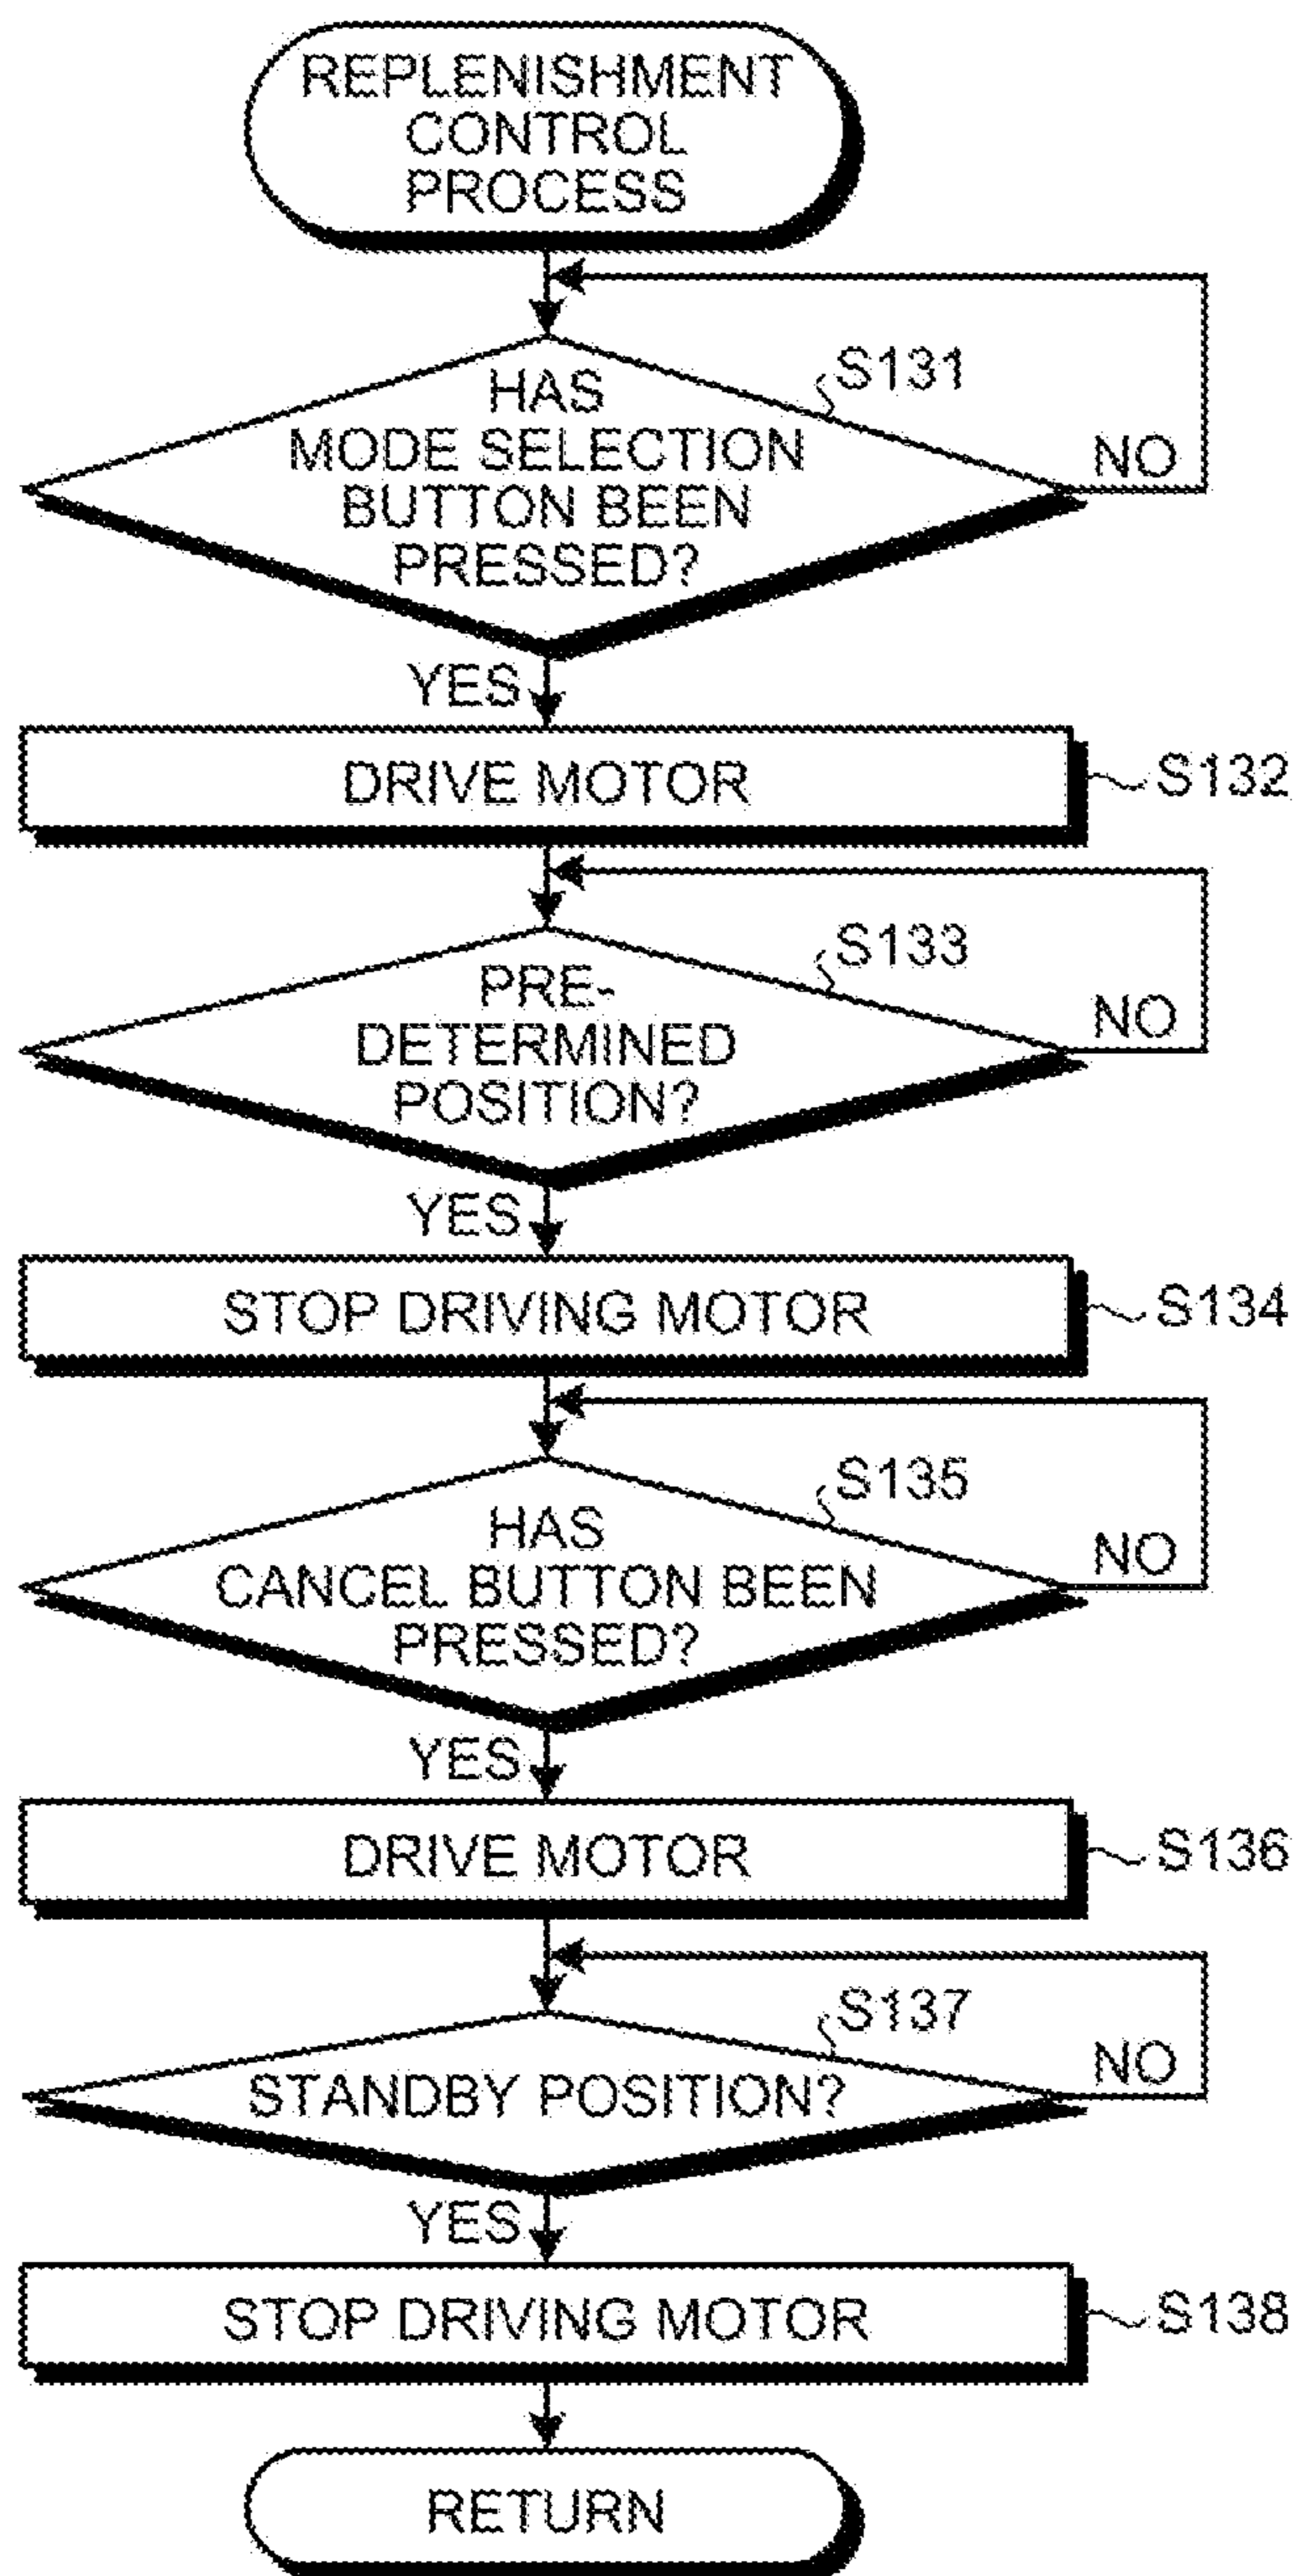 REPLENISHMENT
CONTROL
PROCESS
S131
HAS
MODE SELECTION
BUTTON BEEN
PRESSED?
NO
YES
DRIVE MOTOR
S132
S133
PRE-
DETERMINED
POSITION?
NO
YES
STOP DRIVING MOTOR
S134
S135
HAS
CANCEL BUTTON BEEN
PRESSED?
NO
YES
DRIVE MOTOR
S136
S137
STANDBY POSITION?
NO
YES
STOP DRIVING MOTOR
S138
RETURN